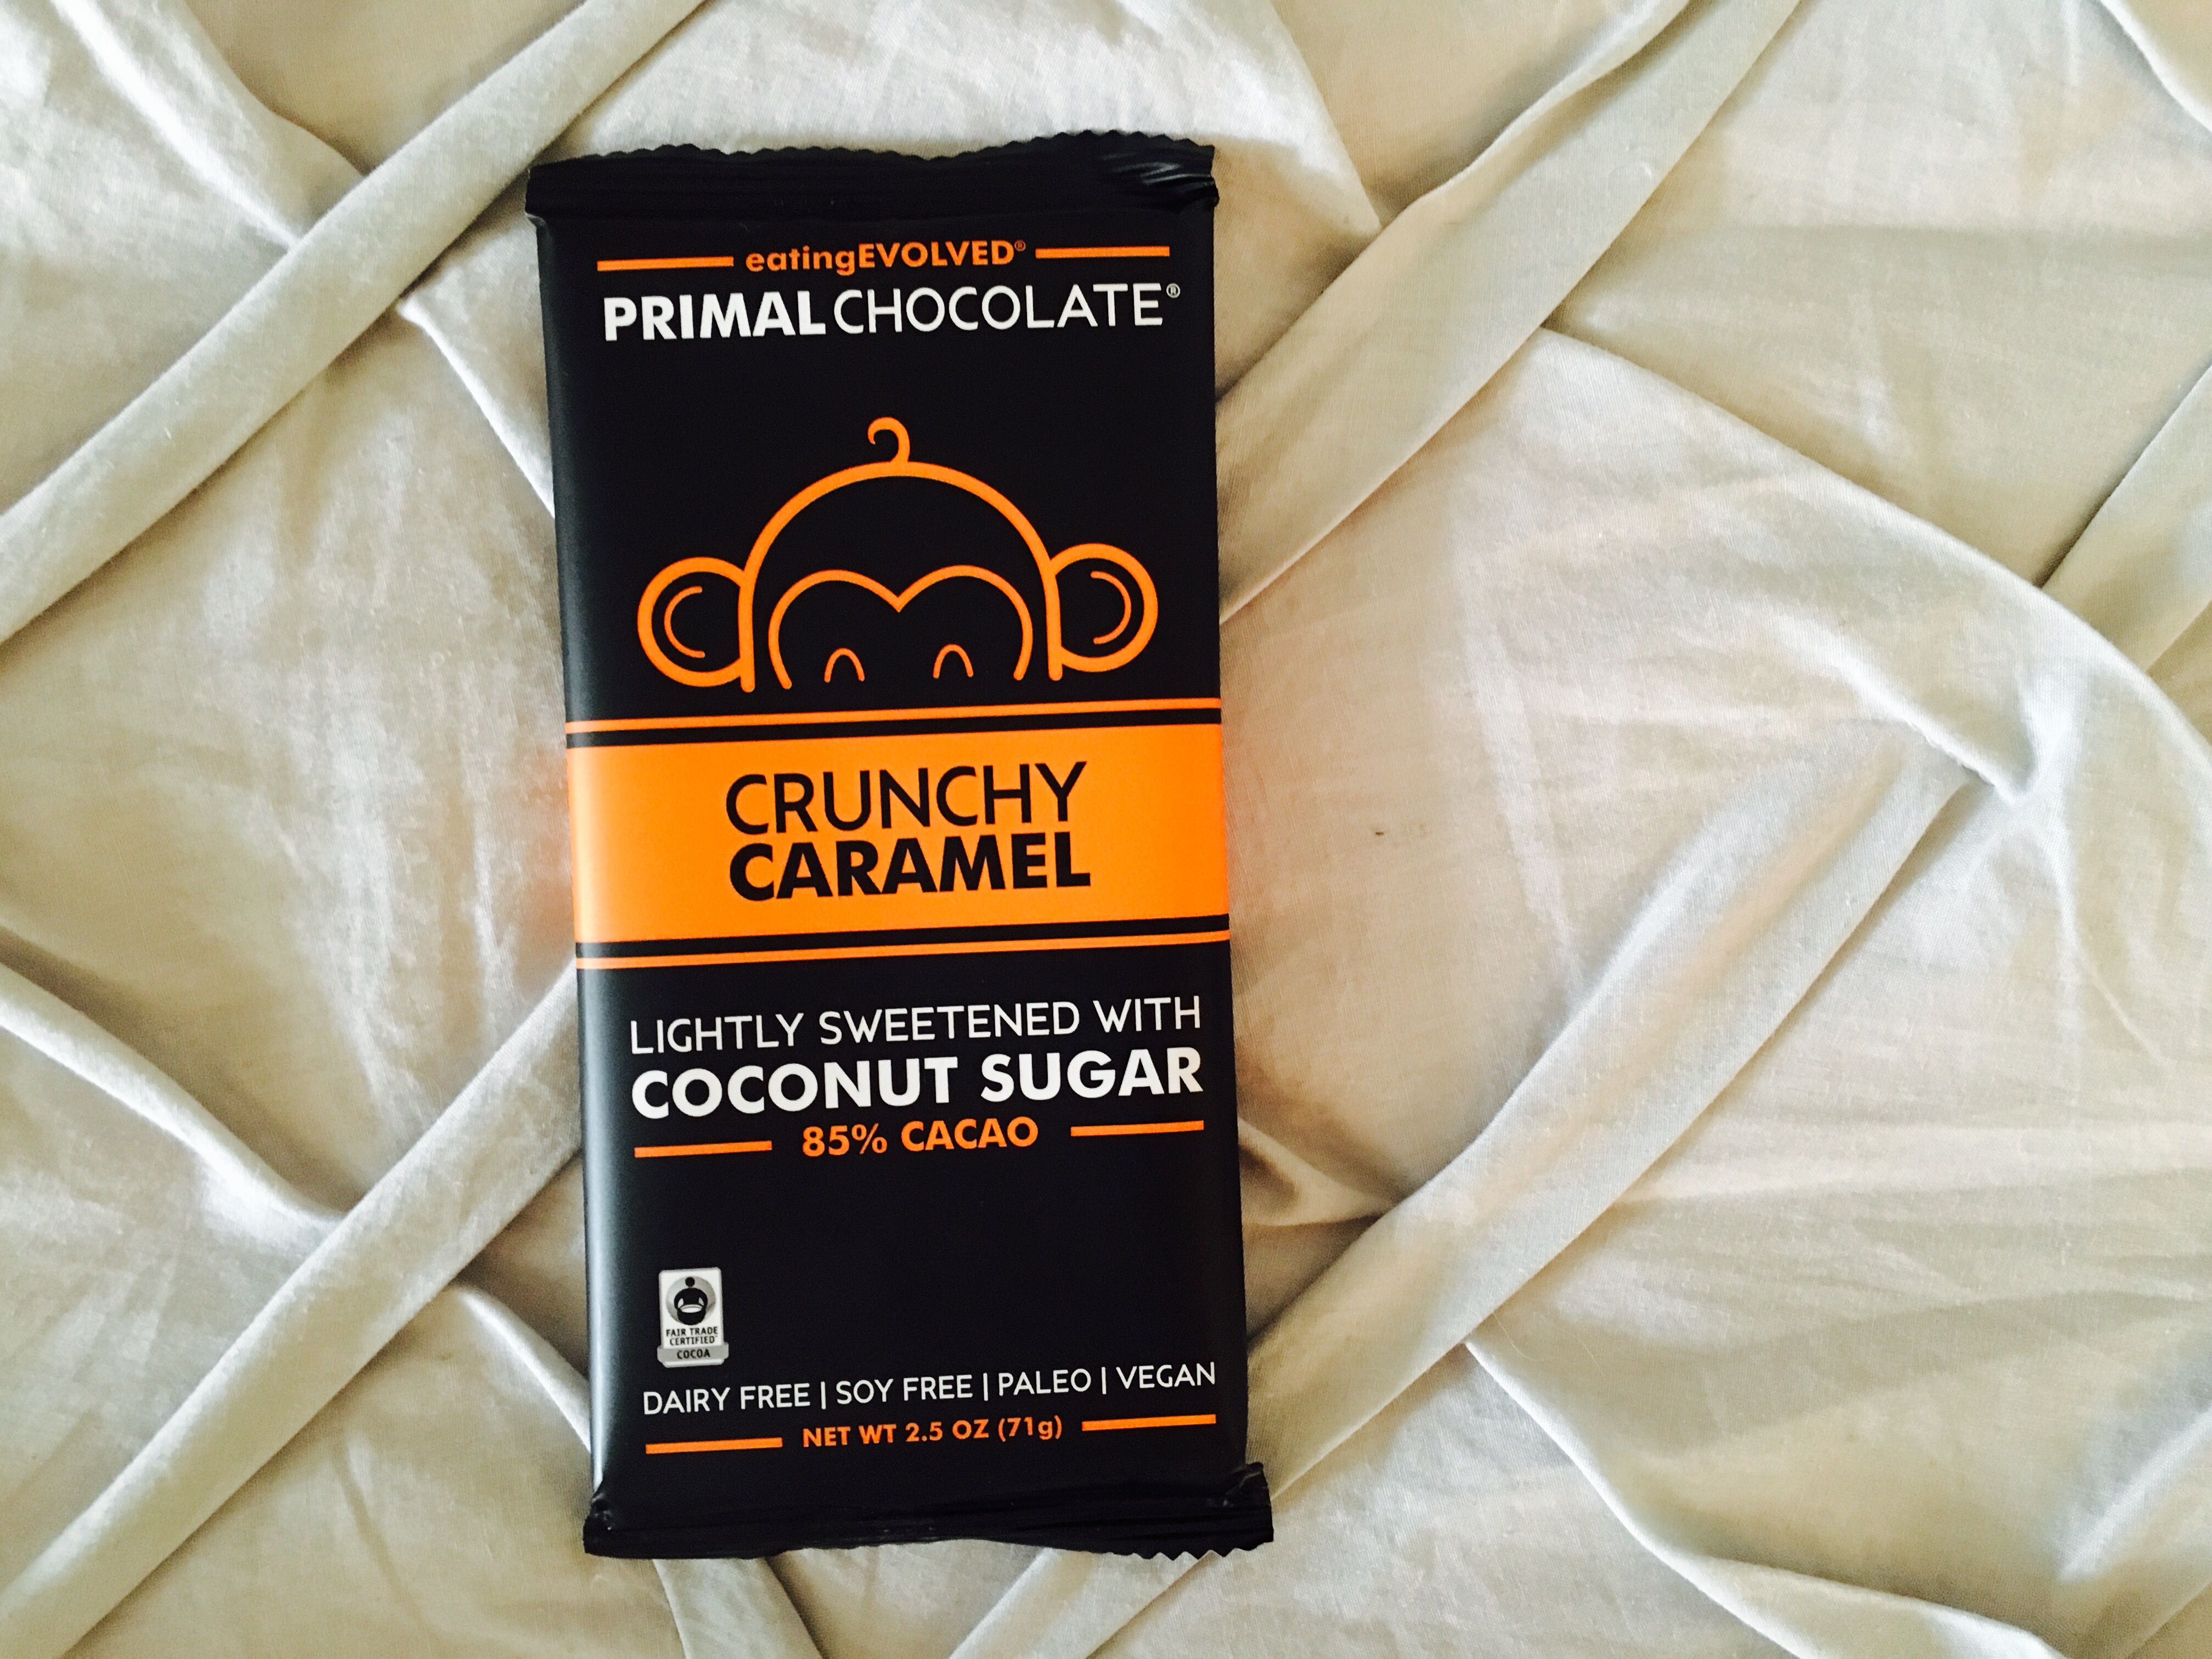 eatingEVOLVED®
PRIMAL CHOCOLATE®
CRUNCHY
CARAMEL
LIGHTLY SWEETENED WITH
COCONUT SUGAR
85% CACAO
FAIR TRADE
CERTIFIED
COCOA
DAIRY FREE | SOY FREE | PALEO | VEGAN
NET WT 2.5 OZ (71g)